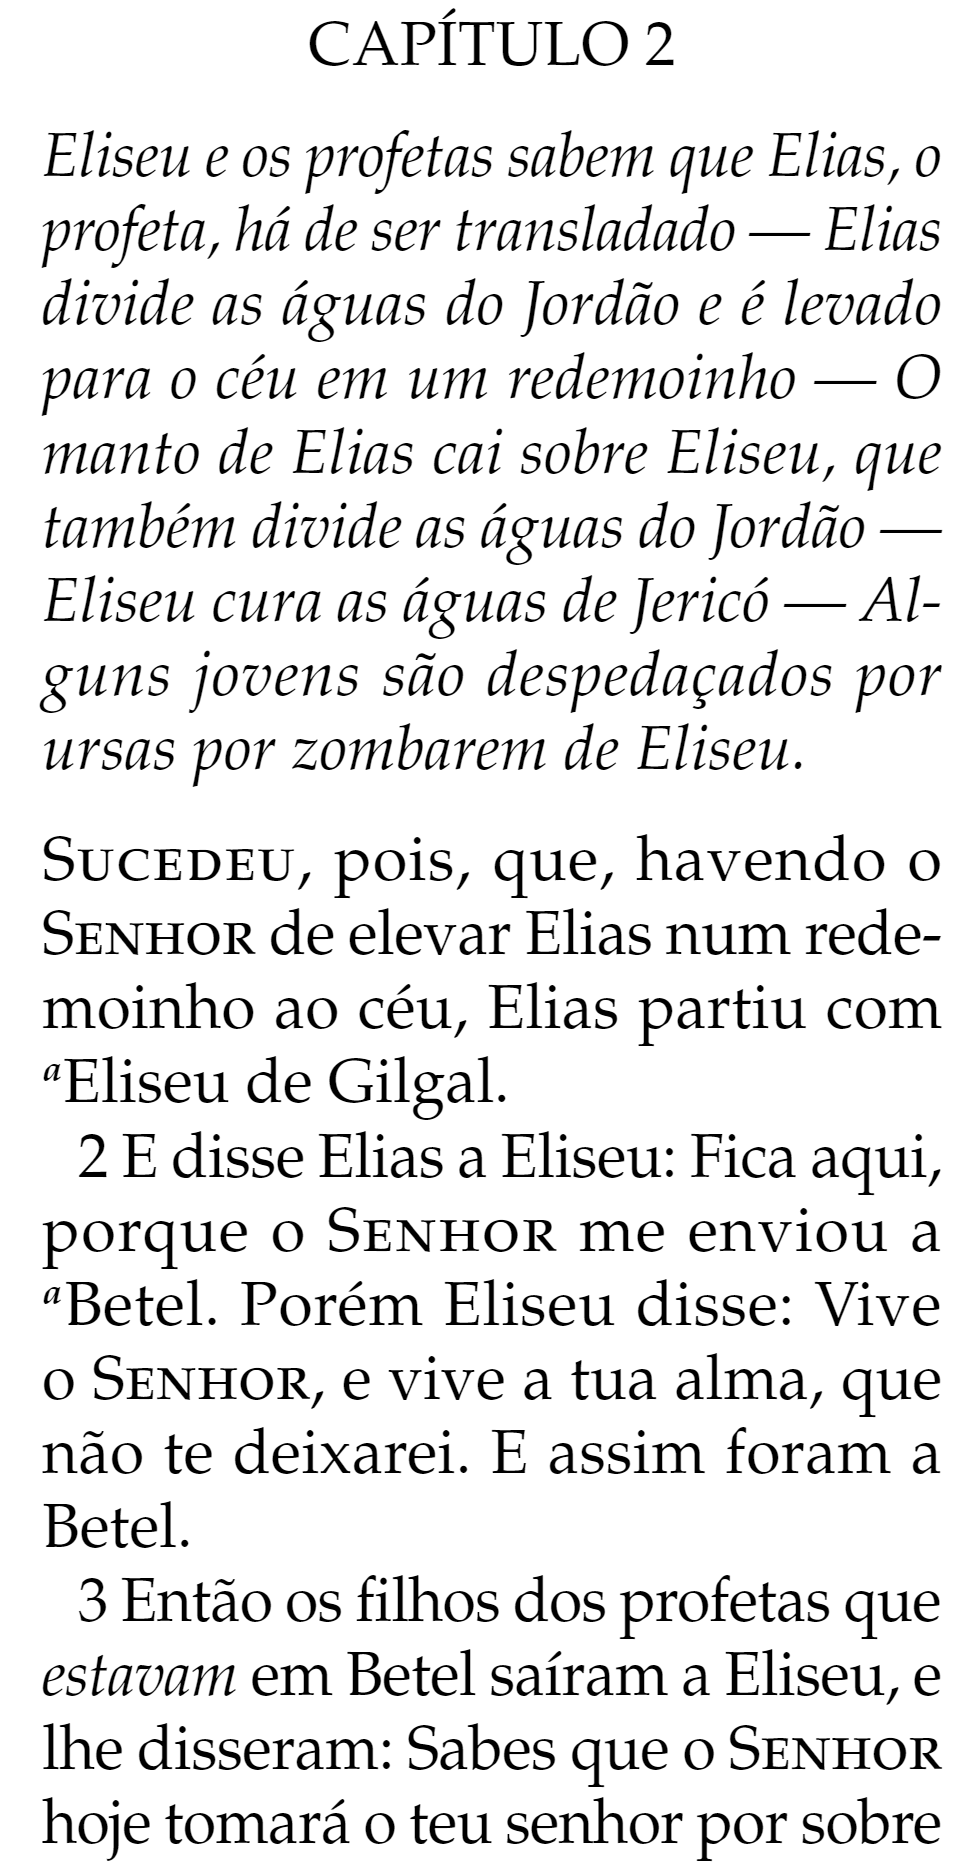 CAPÍTULO 2
Eliseu e os profetas sabem que Elias, o
profeta, há de ser transladado — Elias
divide as águas do Jordão e é levado
para o céu em um redemoinho — O
manto de Elias cai sobre Eliseu, que
também divide as águas do Jordão —
Eliseu cura as águas de Jericó — Al-
guns jovens são despedaçados por
ursas por zombarem de Eliseu.
SUCEDEU, pois, que, havendo o
SENHOR de elevar Elias num rede-
moinho ao céu, Elias partiu com
aEliseu de Gilgal.
2 E disse Elias a Eliseu: Fica aqui,
porque o SENHOR me enviou a
aBetel. Porém Eliseu disse: Vive
o SENHOR, e vive a tua alma, que
não te deixarei. E assim foram a
Betel.
3 Então os filhos dos profetas que
estavam em Betel saíram a Eliseu, e
lhe disseram: Sabes que o SENHOR
hoje tomará o teu senhor por sobre